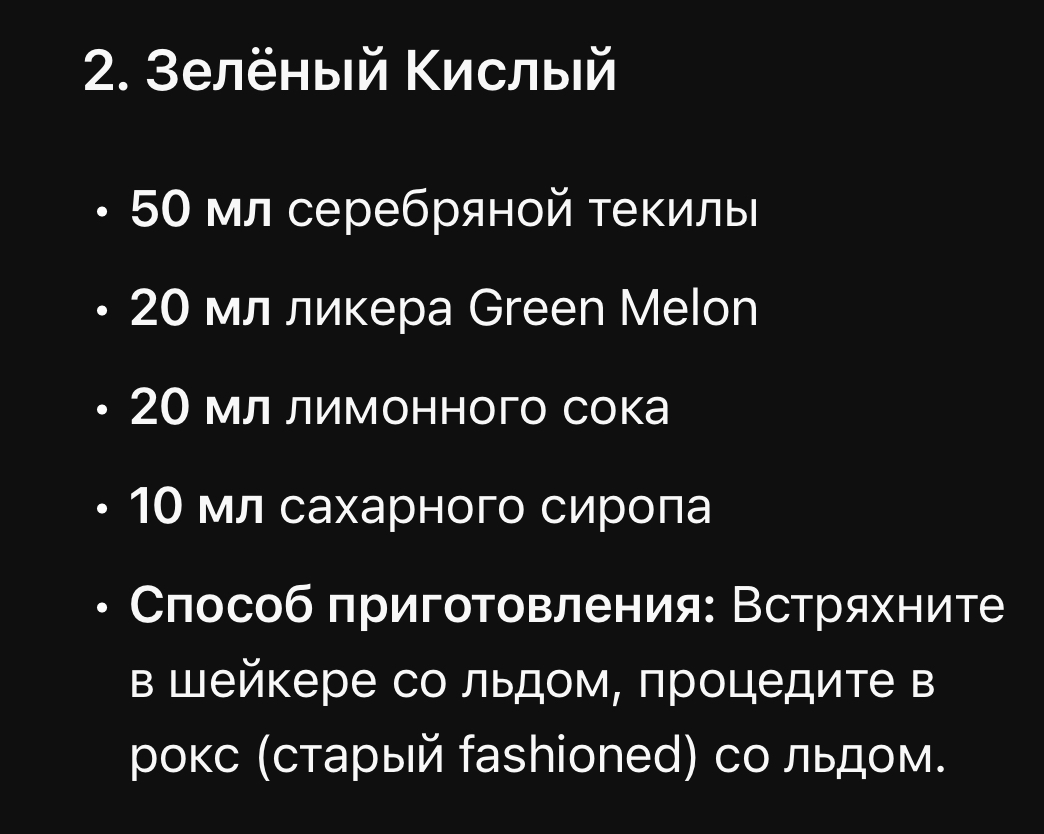 2. Зелёный Кислый
• 50 мл серебряной текилы
• 20 мл ликера Green Melon
• 20 мл лимонного сока
• 10 мл сахарного сиропа
• Способ приготовления: Встряхните
в шейкере со льдом, процедите в
рокс (старый fashioned) со льдом.